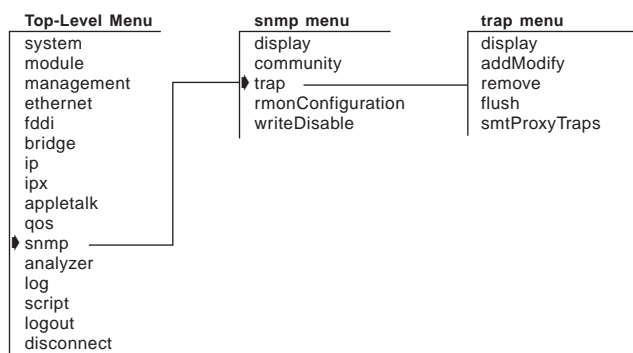 Top-Level Menu
system
module
management
ethernet
fddi
bridge
ip
ipx
appletalk
qos
snmp
analyzer
log
script
logout
disconnect
snmp menu
display
community
trap
rmonConfiguration
writeDisable
trap menu
display
addModify
remove
flush
smtProxyTraps